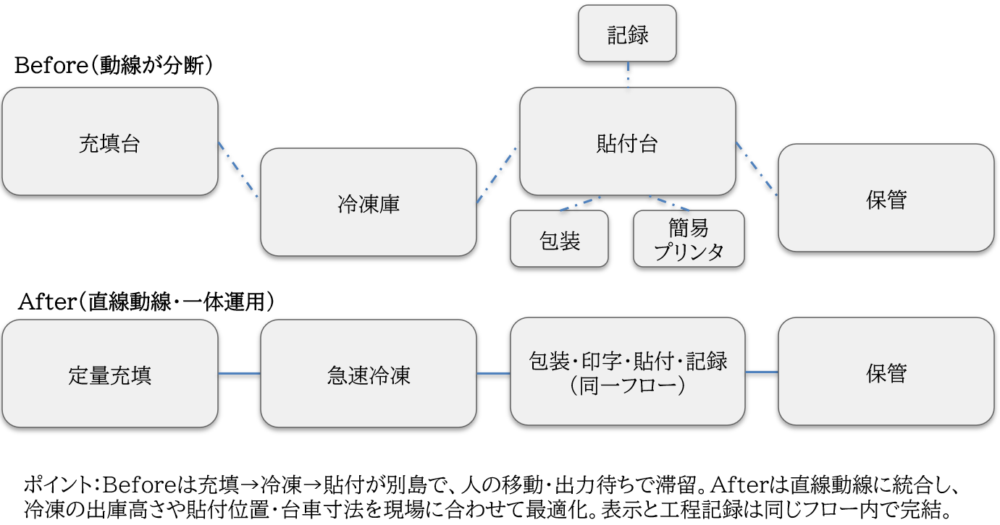 記録
Before（動線が分断）
充填台
冷凍庫
貼付台
保管
包装
簡易
プリンタ
After（直線動線・一体運用）
定量充填
急速冷凍
包装・印字・貼付・記録
（同一フロー）
保管
ポイント：Beforeは充填→冷凍→貼付が別島で、人の移動・出力待ちで滞留。Afterは直線動線に統合し、
冷凍の出庫高さや貼付位置・台車寸法を現場に合わせて最適化。表示と工程記録は同じフロー内で完結。